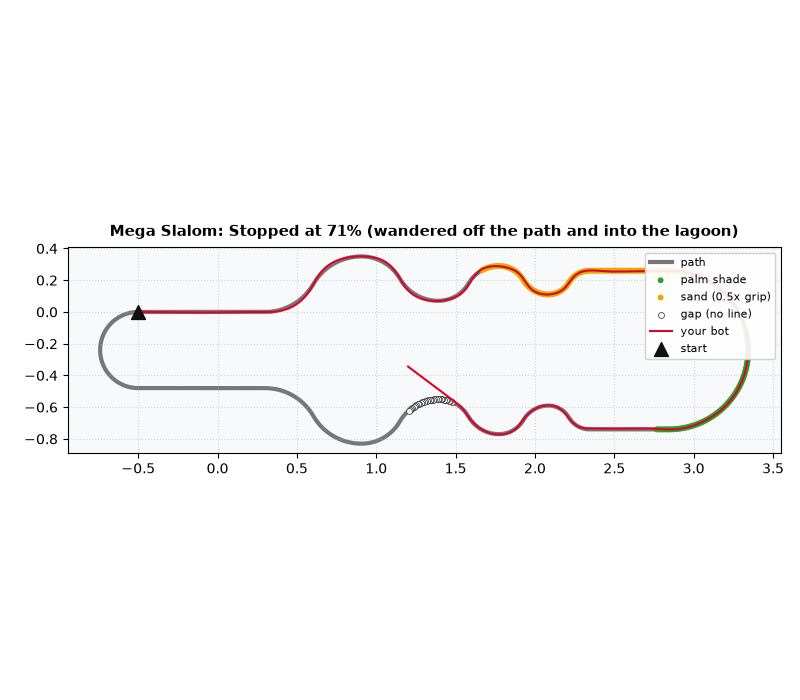 Mega Slalom: Stopped at 71% (wandered off the path and into the lagoon)
0.4
0.2
0.0
−0.2
−0.4
−0.6
−0.8
path
palm shade
sand (0.5x grip)
gap (no line)
your bot
start
−0.5 0.0 0.5 1.0 1.5 2.0 2.5 3.0 3.5